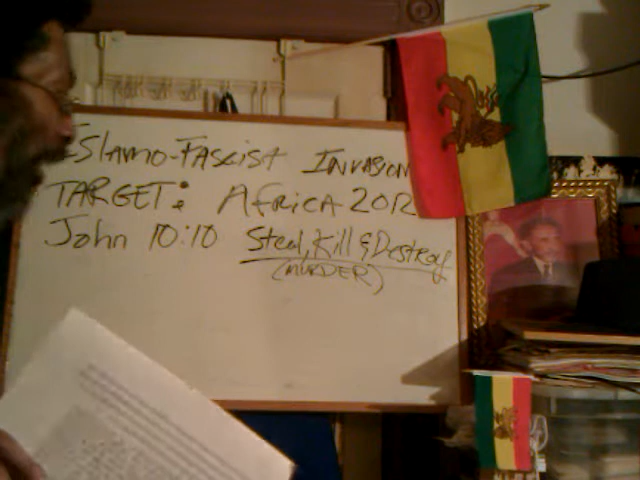 Islamo-Fascist Invasion
TARGET: Africa 2012
John 10:10 Steal, Kill & Destroy
(MURDER)